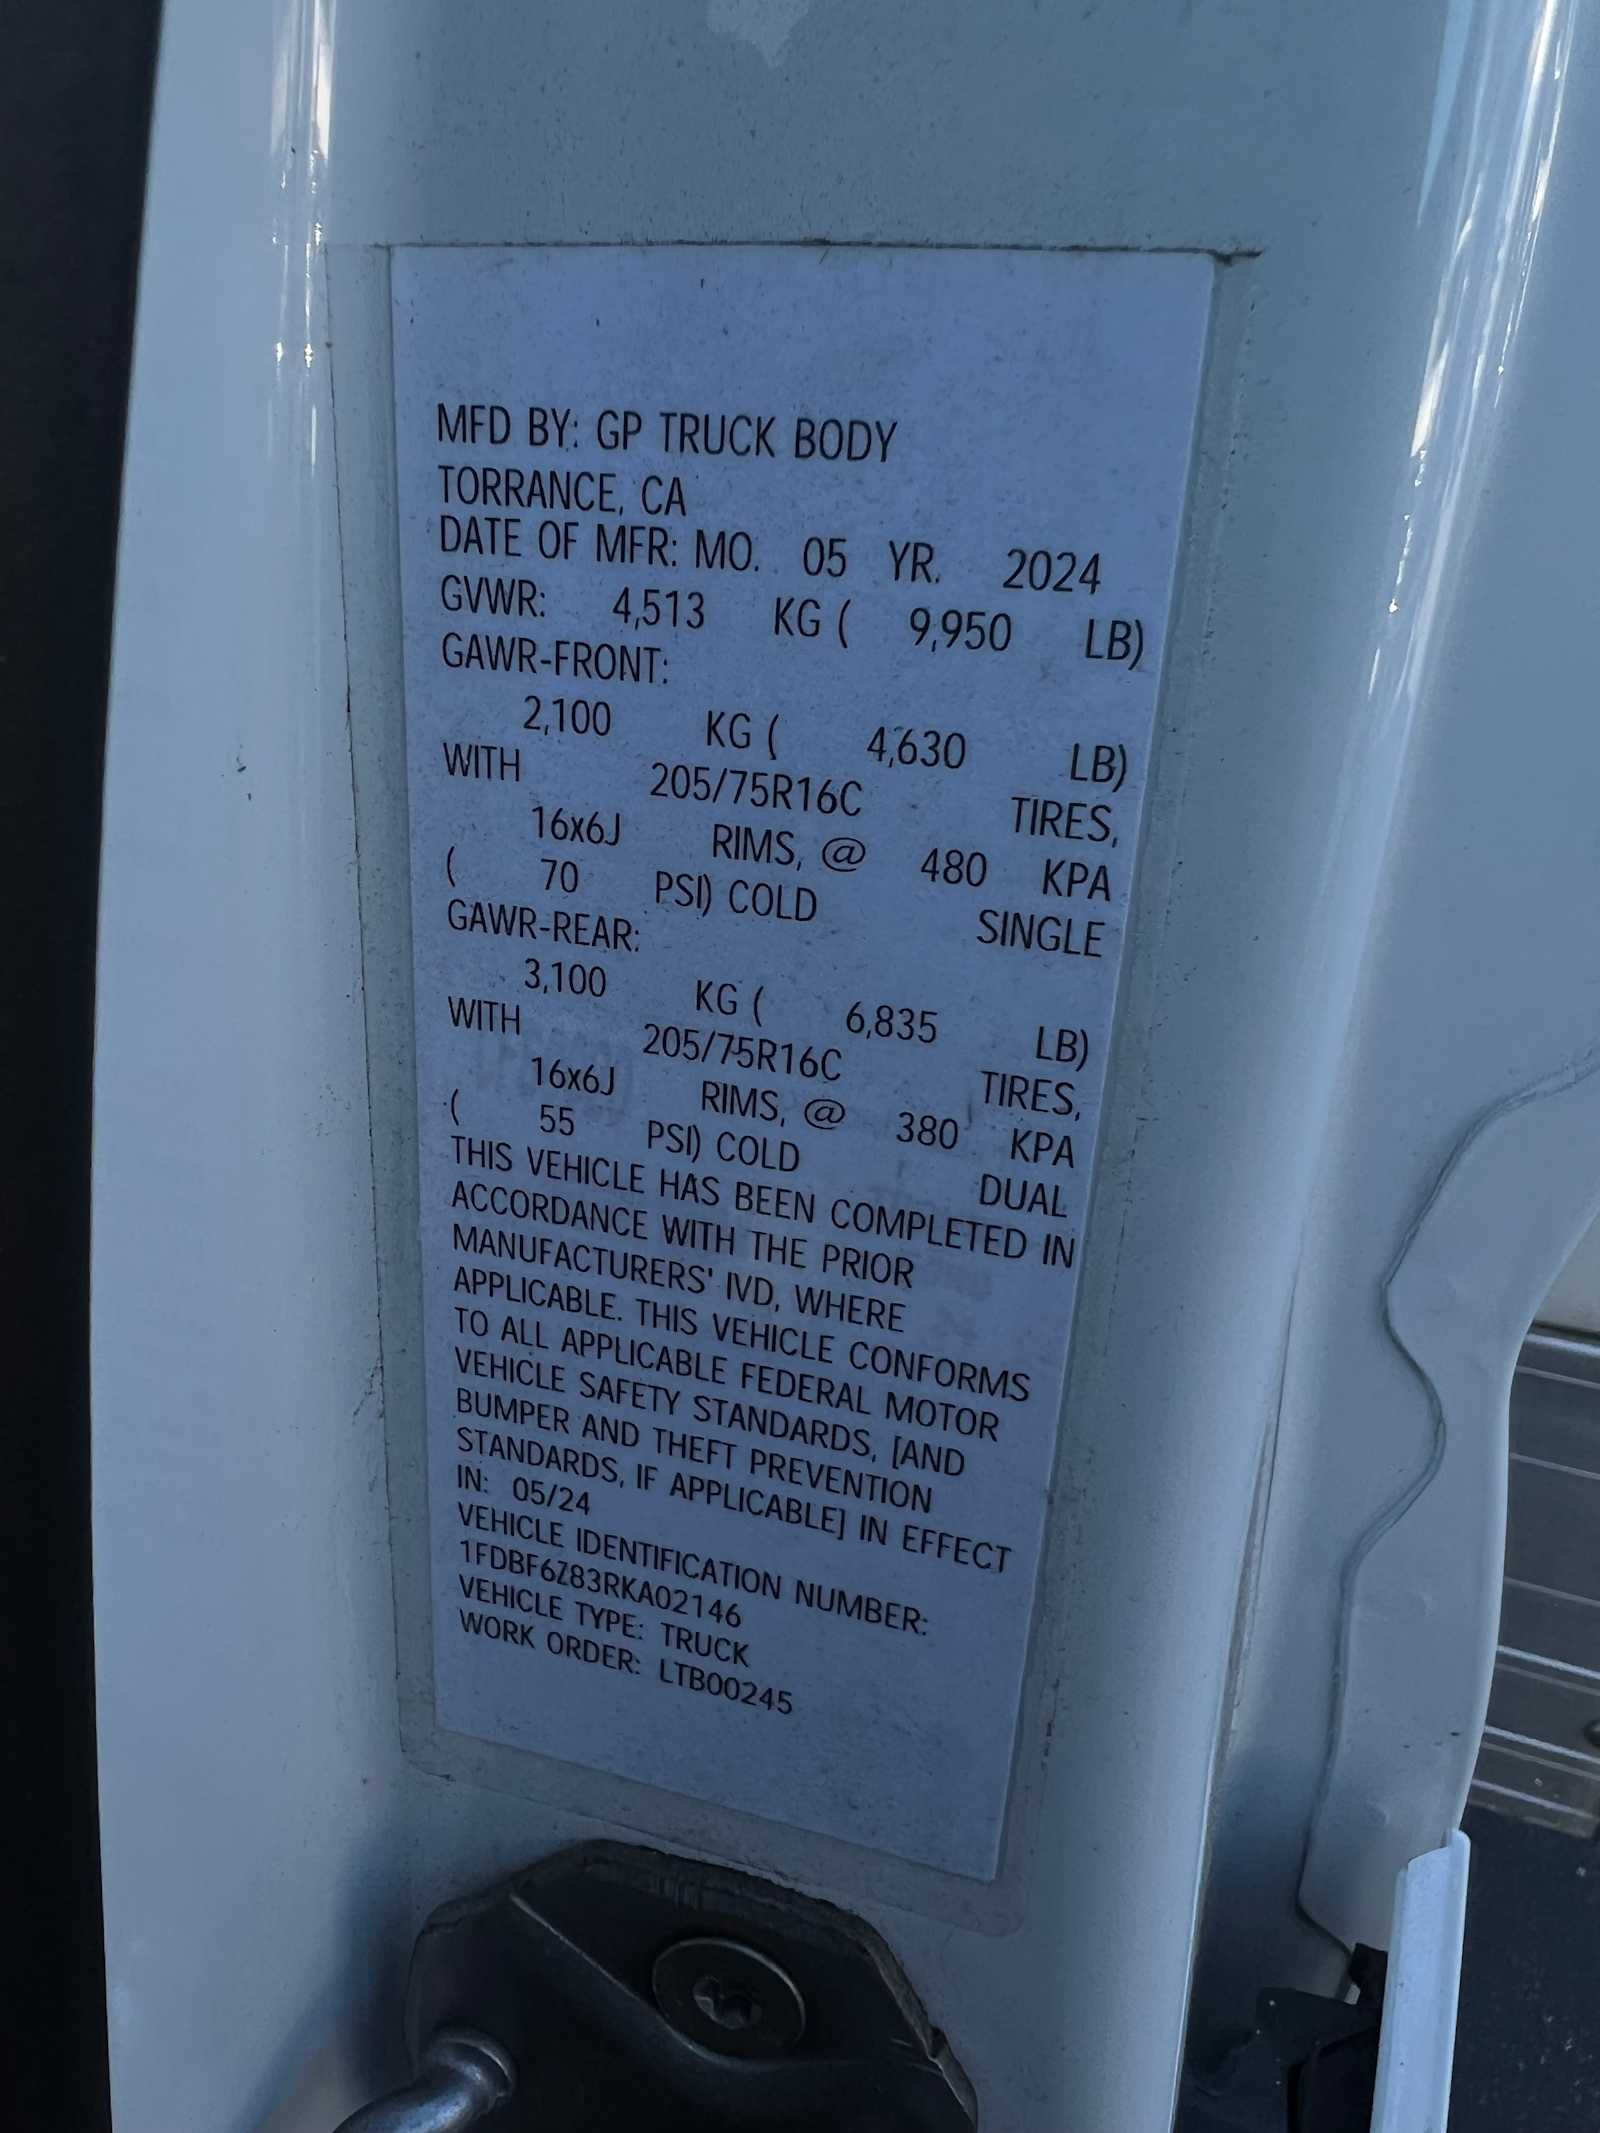 MFD BY: GP TRUCK BODY
TORRANCE, CA
DATE OF MFR: MO. 05 YR. 2024
GVWR: 4,513 KG ( 9,950 LB)
GAWR-FRONT:
2,100 KG ( 4,630 LB)
WITH 205/75R16C TIRES,
16x6J RIMS, @ 480 KPA
( 70 PSI) COLD SINGLE
GAWR-REAR:
3,100 KG ( 6,835 LB)
WITH 205/75R16C TIRES,
16x6J RIMS, @ 380 KPA
( 55 PSI) COLD DUAL
THIS VEHICLE HAS BEEN COMPLETED IN
ACCORDANCE WITH THE PRIOR
MANUFACTURERS' IVD, WHERE
APPLICABLE. THIS VEHICLE CONFORMS
TO ALL APPLICABLE FEDERAL MOTOR
VEHICLE SAFETY STANDARDS, [AND
BUMPER AND THEFT PREVENTION
STANDARDS, IF APPLICABLE] IN EFFECT
IN: 05/24
VEHICLE IDENTIFICATION NUMBER:
1FDBF6Z83RKA02146
VEHICLE TYPE: TRUCK
WORK ORDER: LTB00245